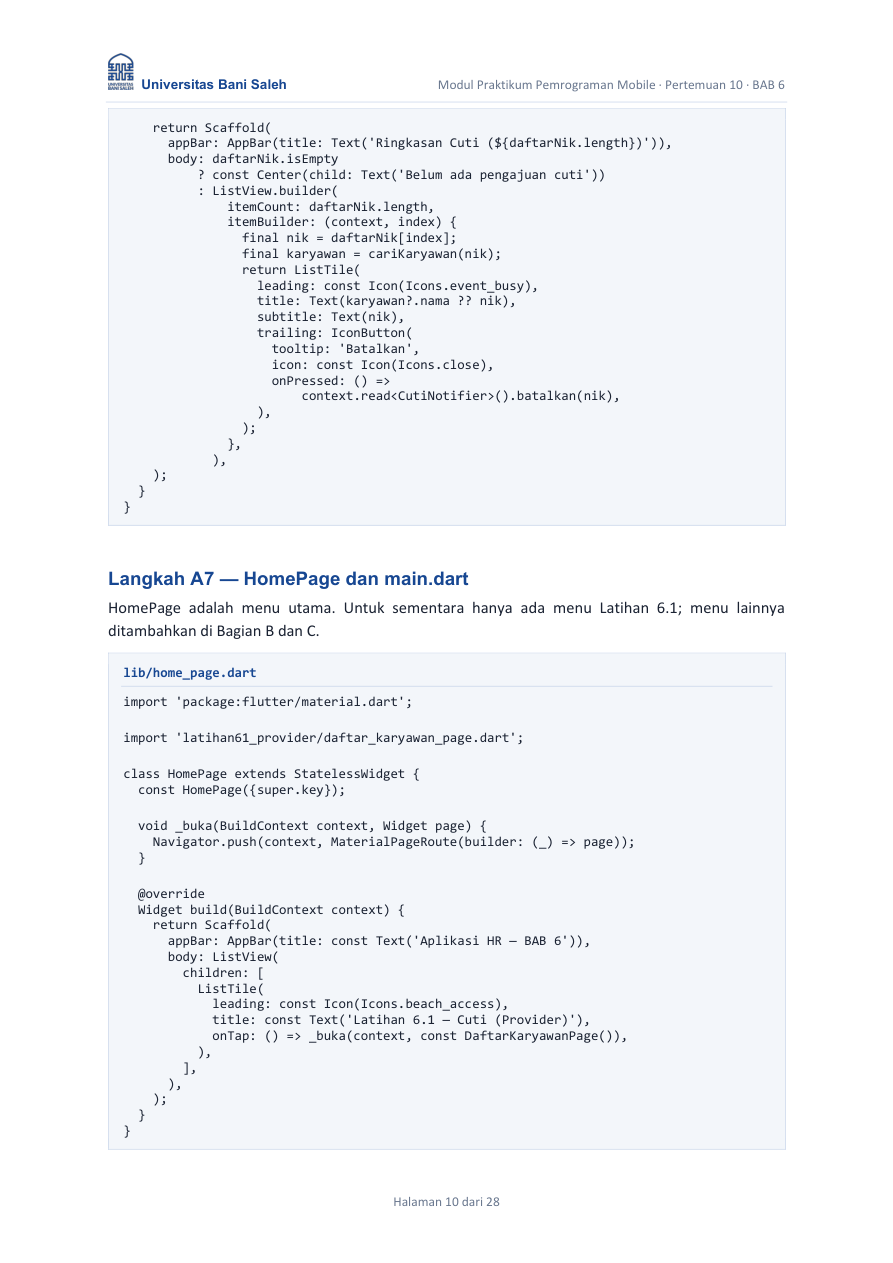 UNIVERSITAS
BANI SALEH
Universitas Bani Saleh
Modul Praktikum Pemrograman Mobile · Pertemuan 10 · BAB 6
    return Scaffold(
      appBar: AppBar(title: Text('Ringkasan Cuti (${daftarNik.length})')),
      body: daftarNik.isEmpty
          ? const Center(child: Text('Belum ada pengajuan cuti'))
          : ListView.builder(
              itemCount: daftarNik.length,
              itemBuilder: (context, index) {
                final nik = daftarNik[index];
                final karyawan = cariKaryawan(nik);
                return ListTile(
                  leading: const Icon(Icons.event_busy),
                  title: Text(karyawan?.nama ?? nik),
                  subtitle: Text(nik),
                  trailing: IconButton(
                    tooltip: 'Batalkan',
                    icon: const Icon(Icons.close),
                    onPressed: () =>
                        context.read<CutiNotifier>().batalkan(nik),
                  ),
                );
              },
            ),
    );
  }
}
Langkah A7 — HomePage dan main.dart
HomePage adalah menu utama. Untuk sementara hanya ada menu Latihan 6.1; menu lainnya
ditambahkan di Bagian B dan C.
lib/home_page.dart
import 'package:flutter/material.dart';
import 'latihan61_provider/daftar_karyawan_page.dart';
class HomePage extends StatelessWidget {
  const HomePage({super.key});
  void _buka(BuildContext context, Widget page) {
    Navigator.push(context, MaterialPageRoute(builder: (_) => page));
  }
  @override
  Widget build(BuildContext context) {
    return Scaffold(
      appBar: AppBar(title: const Text('Aplikasi HR — BAB 6')),
      body: ListView(
        children: [
          ListTile(
            leading: const Icon(Icons.beach_access),
            title: const Text('Latihan 6.1 — Cuti (Provider)'),
            onTap: () => _buka(context, const DaftarKaryawanPage()),
          ),
        ],
      ),
    );
  }
}
Halaman 10 dari 28